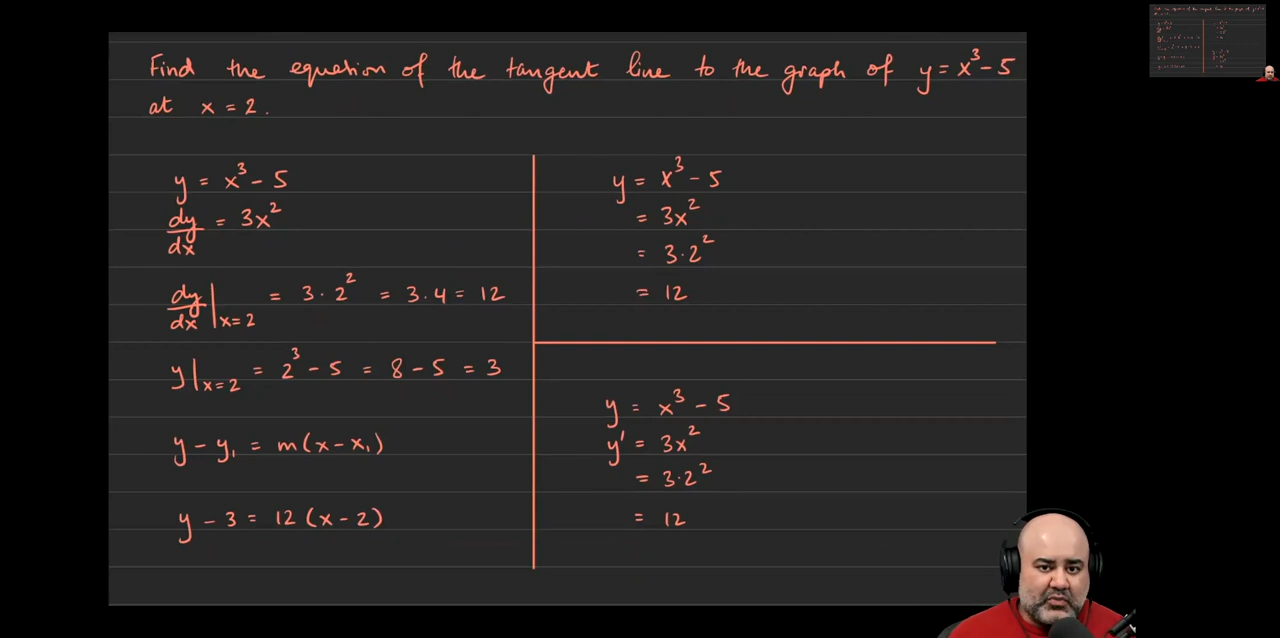 Find the equation of the tangent line to the graph of y = x³ - 5
at x = 2.
y = x³ - 5
dy/dx = 3x²
dy/dx|x=2 = 3·2² = 3·4 = 12
y|x=2 = 2³ - 5 = 8 - 5 = 3
y - y₁ = m(x - x₁)
y - 3 = 12(x - 2)
y = x³ - 5
= 3x²
= 3·2²
= 12
y = x³ - 5
y' = 3x²
= 3·2²
= 12